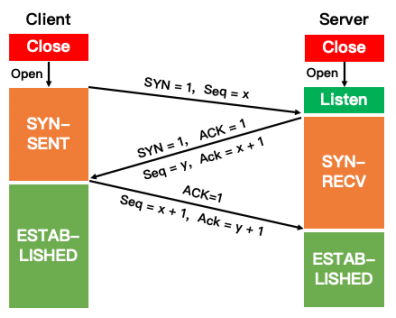 Client
Server
Close
Close
Open
Open
SYN = 1, Seq = x
Listen
SYN-
SENT
SYN = 1, ACK = 1
Seq = y, Ack = x + 1
SYN-
RECV
ACK=1
Seq = x + 1, Ack = y + 1
ESTAB-
LISHED
ESTAB-
LISHED